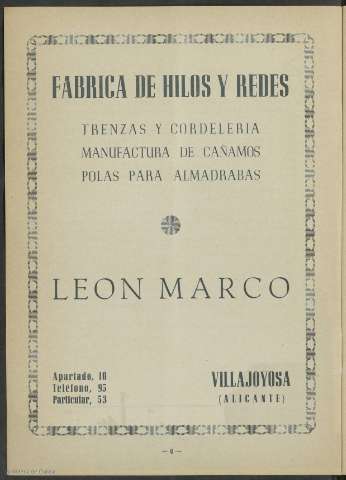 FABRICA DE HILOS Y REDES
TRENZAS Y CORDELERIA
MANUFACTURA DE CAÑAMOS
POLAS PARA ALMADRABAS
LEON MARCO
Apartado, 10
Teléfono, 95
Particular, 53
VILLAJOYOSA
(ALICANTE)